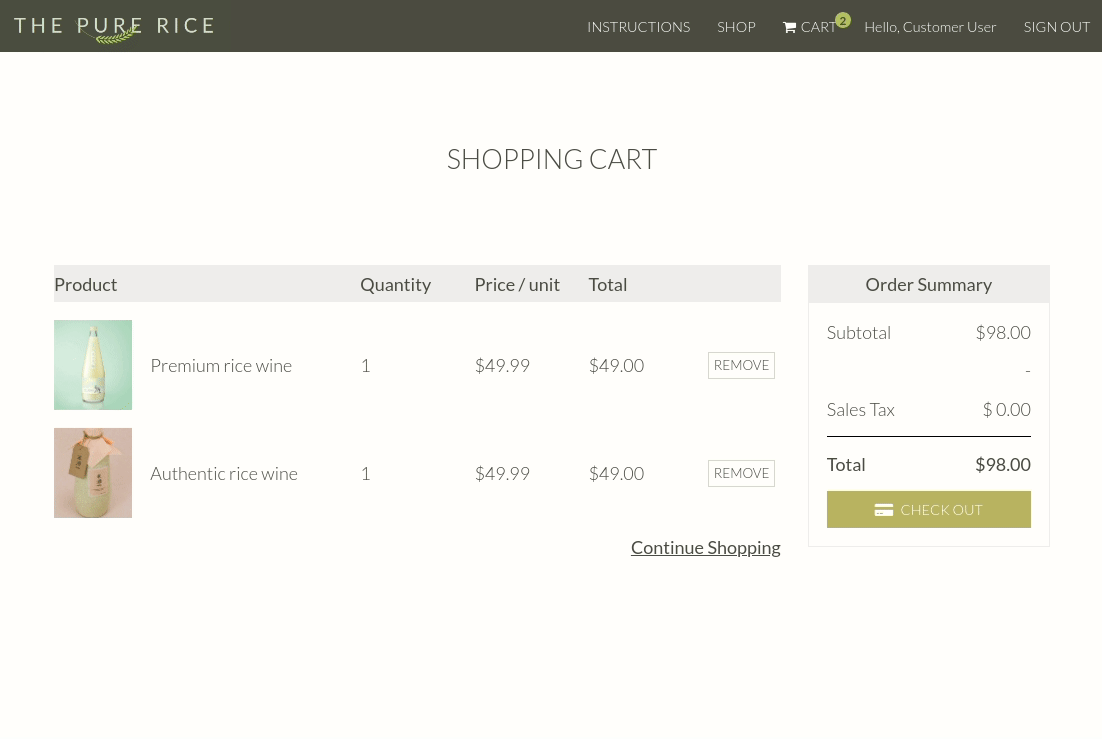 THE PURE RICE
INSTRUCTIONS SHOP CART 2 Hello, Customer User SIGN OUT
SHOPPING CART
Product Quantity Price / unit Total
Premium rice wine 1 $49.99 $49.00 REMOVE
Authentic rice wine 1 $49.99 $49.00 REMOVE
Continue Shopping
Order Summary
Subtotal $98.00
-
Sales Tax $ 0.00
Total $98.00
CHECK OUT